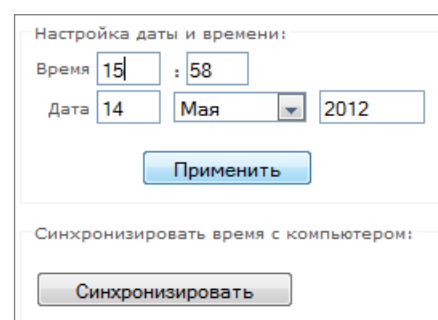 Настройка даты и времени:
Время 15 : 58
Дата 14 Мая 2012
Применить
Синхронизировать время с компьютером:
Синхронизировать